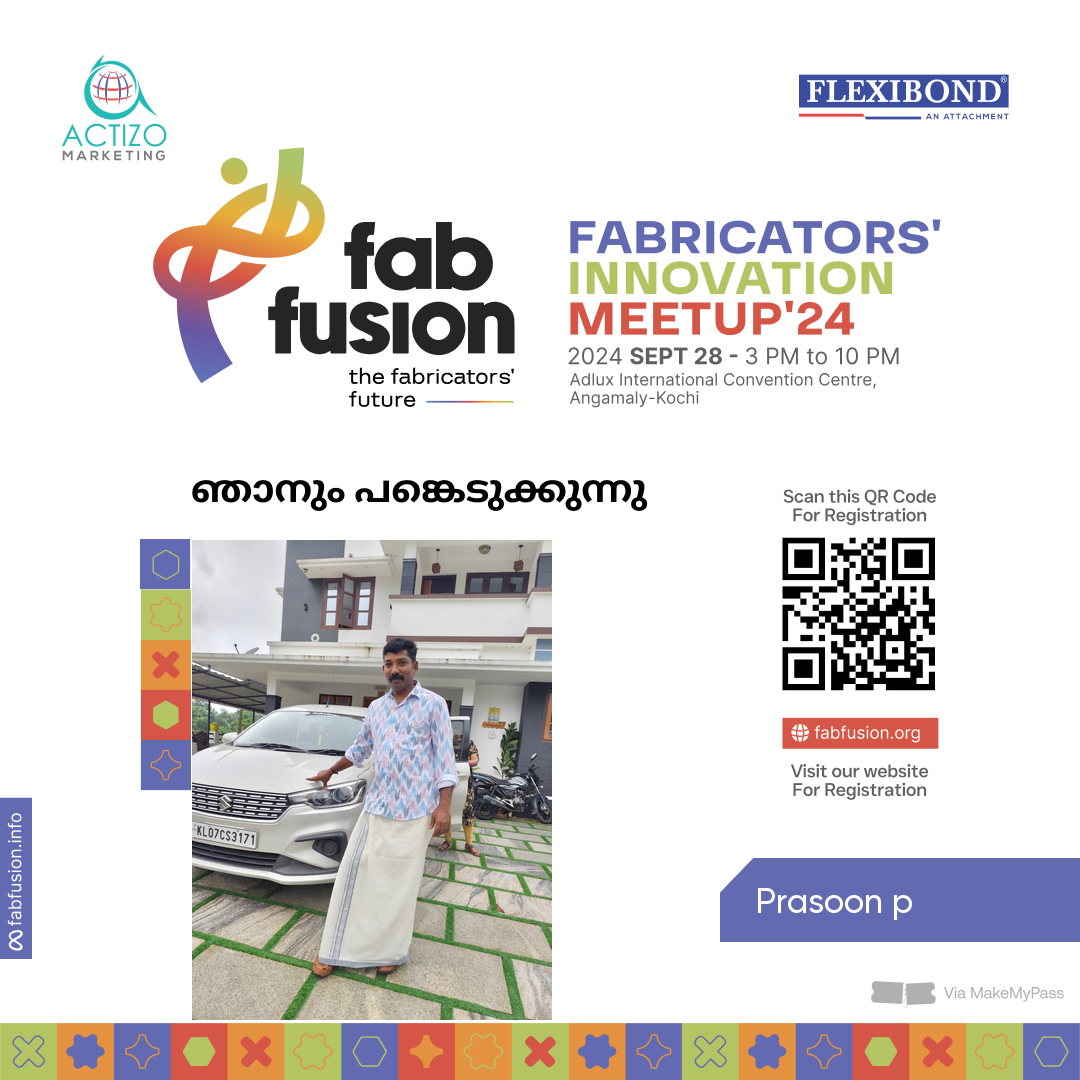 ACTIZO
MARKETING
FLEXIBOND®
AN ATTACHMENT
fab
fusion
the fabricators'
future
FABRICATORS'
INNOVATION
MEETUP'24
2024 SEPT 28 - 3 PM to 10 PM
Adlux International Convention Centre,
Angamaly-Kochi
ഞാനും പങ്കെടുക്കുന്നു
Scan this QR Code
For Registration
fabfusion.org
Visit our website
For Registration
KL07CS3171
fabfusion.info
Prasoon p
Via MakeMyPass